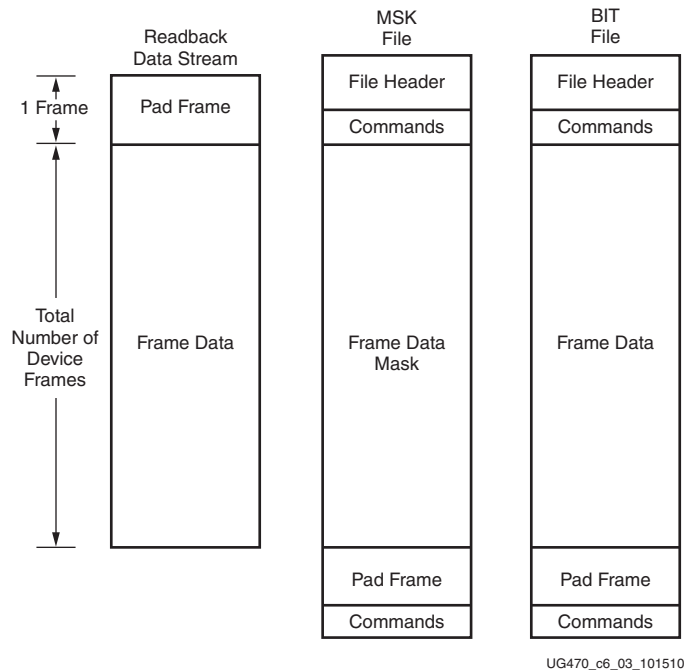 Readback
Data Stream
MSK
File
BIT
File
1 Frame
Pad Frame
File Header
File Header
Commands
Commands
Total
Number of
Device
Frames
Frame Data
Frame Data
Mask
Frame Data
Pad Frame
Pad Frame
Commands
Commands
UG470_c6_03_101510